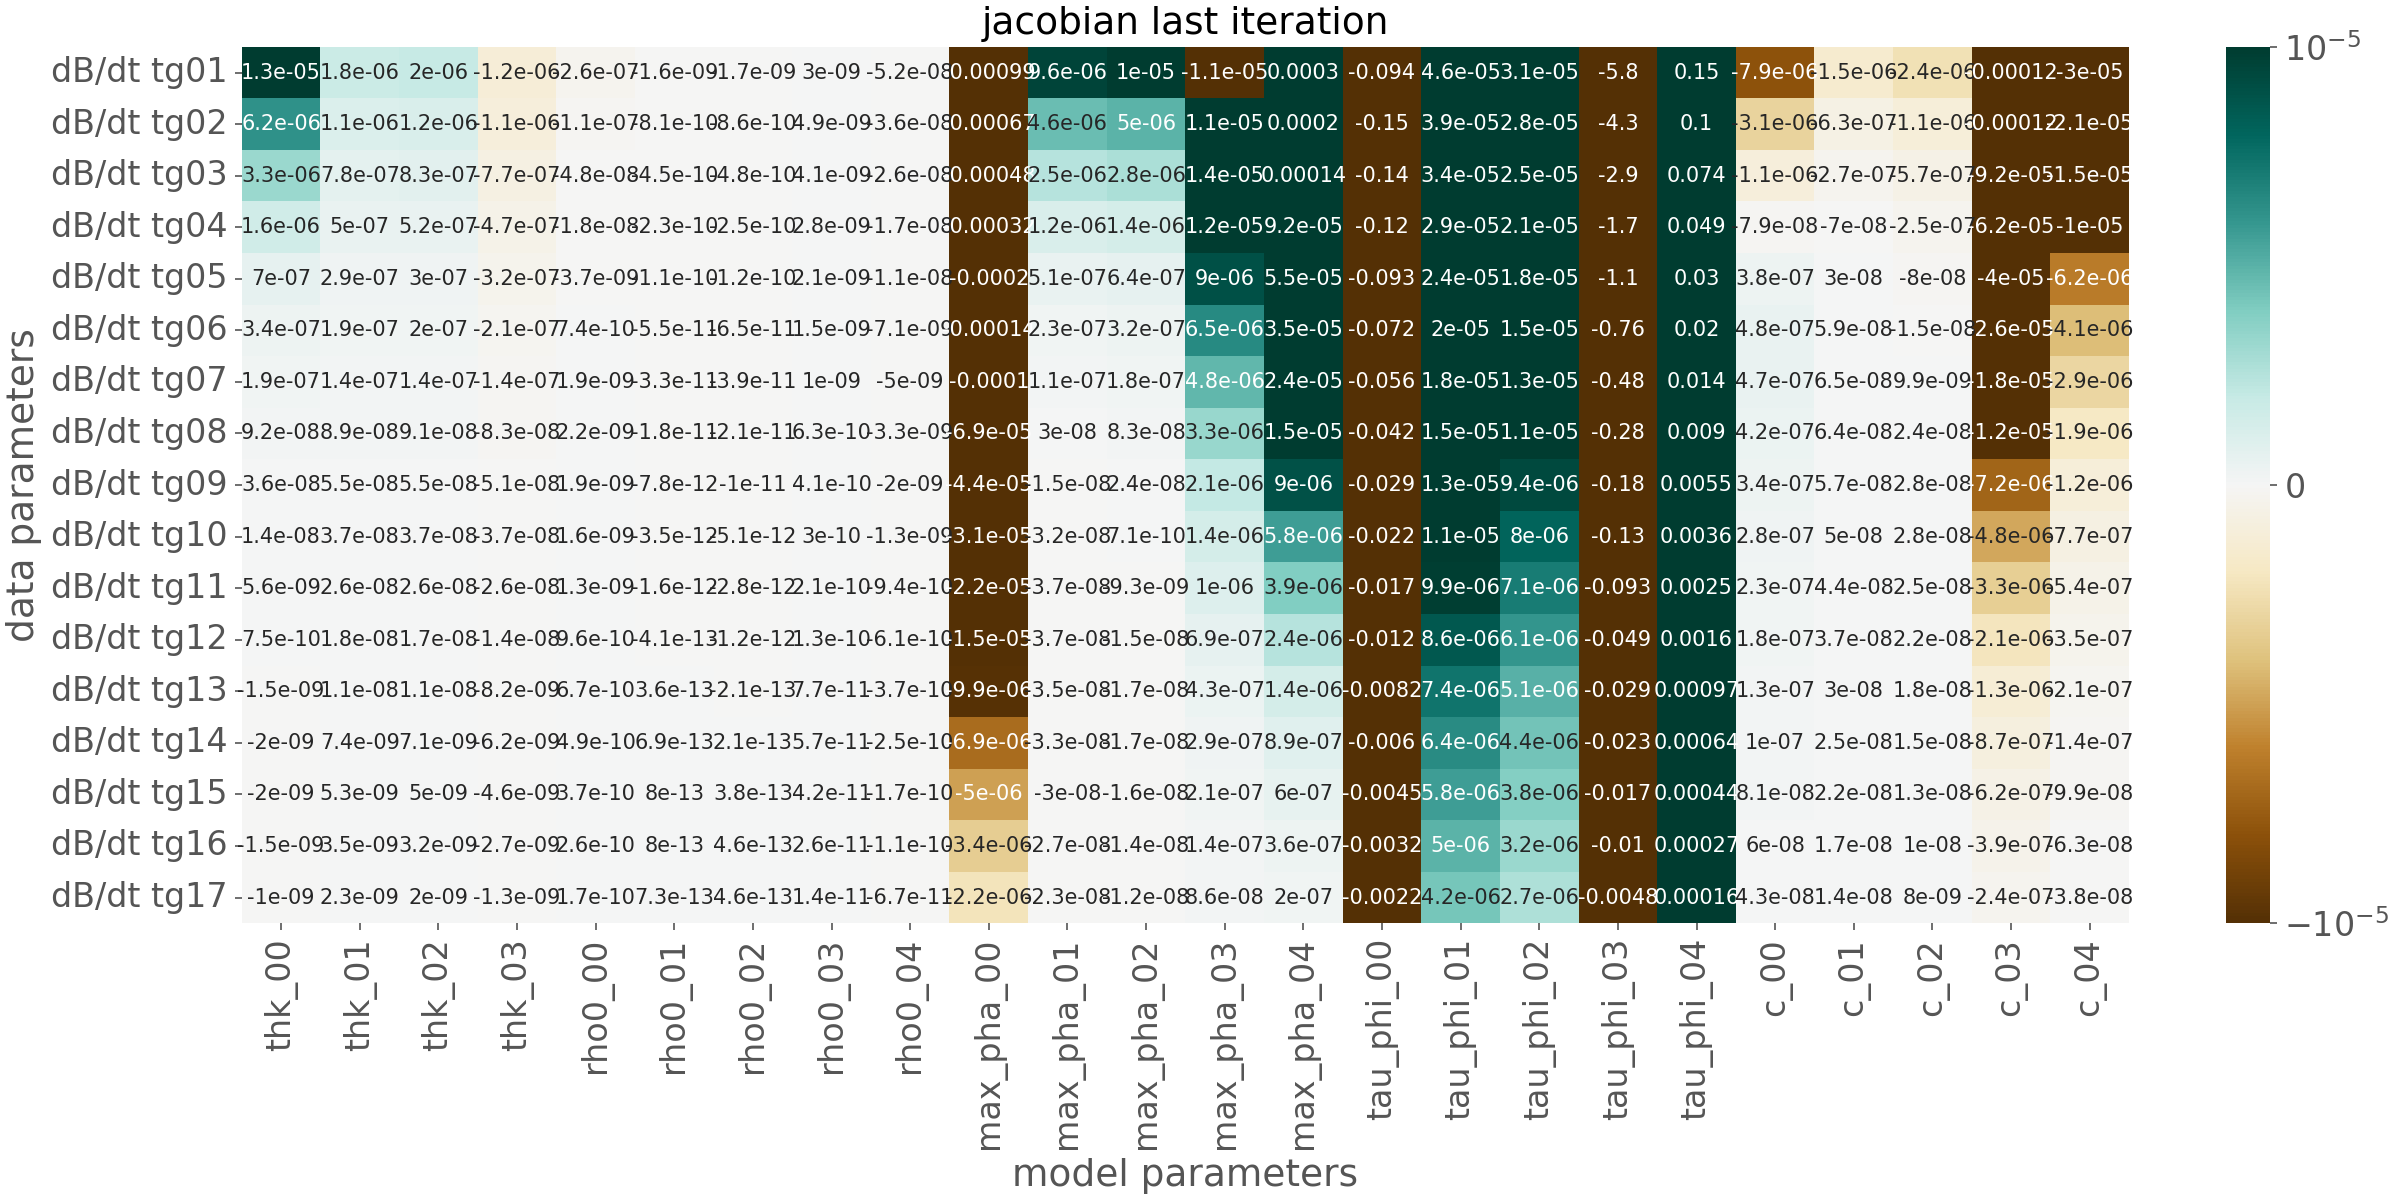 jacobian last iteration
dB/dt tg01 1.3e-05 1.8e-06 2e-06 -1.2e-06 -2.6e-07 -1.6e-09 -1.7e-09 3e-09 -5.2e-08 -0.00099 9.6e-06 1e-05 -1.1e-05 0.0003 -0.094 4.6e-05 3.1e-05 -5.8 0.15 -7.9e-06 -1.5e-06 -2.4e-06 -0.00012 -3e-05
dB/dt tg02 6.2e-06 1.1e-06 1.2e-06 -1.1e-06 -1.1e-07 -8.1e-10 -8.6e-10 4.9e-09 -3.6e-08 -0.00067 4.6e-06 5e-06 1.1e-05 0.0002 -0.15 3.9e-05 2.8e-05 -4.3 0.1 -3.1e-06 -6.3e-07 -1.1e-06 -0.00012 -2.1e-05
dB/dt tg03 3.3e-06 7.8e-07 8.3e-07 -7.7e-07 -4.8e-08 -4.5e-10 -4.8e-10 4.1e-09 -2.6e-08 -0.00048 2.5e-06 2.8e-06 1.4e-05 0.00014 -0.14 3.4e-05 2.5e-05 -2.9 0.074 -1.1e-06 -2.7e-07 -5.7e-07 -9.2e-05 -1.5e-05
dB/dt tg04 1.6e-06 5e-07 5.2e-07 -4.7e-07 -1.8e-08 -2.3e-10 -2.5e-10 2.8e-09 -1.7e-08 -0.00032 1.2e-06 1.4e-06 1.2e-05 9.2e-05 -0.12 2.9e-05 2.1e-05 -1.7 0.049 -7.9e-08 -7e-08 -2.5e-07 -6.2e-05 -1e-05
dB/dt tg05 7e-07 2.9e-07 3e-07 -3.2e-07 -3.7e-09 -1.1e-10 -1.2e-10 2.1e-09 -1.1e-08 -0.0002 5.1e-07 6.4e-07 9e-06 5.5e-05 -0.093 2.4e-05 1.8e-05 -1.1 0.03 3.8e-07 3e-08 -8e-08 -4e-05 -6.2e-06
dB/dt tg06 3.4e-07 1.9e-07 2e-07 -2.1e-07 7.4e-10 -5.5e-11 -6.5e-11 1.5e-09 -7.1e-09 -0.00014 2.3e-07 3.2e-07 6.5e-06 3.5e-05 -0.072 2e-05 1.5e-05 -0.76 0.02 4.8e-07 5.9e-08 -1.5e-08 -2.6e-05 -4.1e-06
dB/dt tg07 1.9e-07 1.4e-07 1.4e-07 -1.4e-07 1.9e-09 -3.3e-11 -3.9e-11 1e-09 -5e-09 -0.0001 1.1e-07 1.8e-07 4.8e-06 2.4e-05 -0.056 1.8e-05 1.3e-05 -0.48 0.014 4.7e-07 6.5e-08 9.9e-09 -1.8e-05 -2.9e-06
dB/dt tg08 9.2e-08 8.9e-08 9.1e-08 -8.3e-08 2.2e-09 -1.8e-11 -2.1e-11 6.3e-10 -3.3e-09 -6.9e-05 3e-08 8.3e-08 3.3e-06 1.5e-05 -0.042 1.5e-05 1.1e-05 -0.28 0.009 4.2e-07 6.4e-08 2.4e-08 -1.2e-05 -1.9e-06
dB/dt tg09 3.6e-08 5.5e-08 5.5e-08 -5.1e-08 1.9e-09 -7.8e-12 -1e-11 4.1e-10 -2e-09 -4.4e-05 -1.5e-08 2.4e-08 2.1e-06 9e-06 -0.029 1.3e-05 9.4e-06 -0.18 0.0055 3.4e-07 5.7e-08 2.8e-08 -7.2e-06 -1.2e-06
dB/dt tg10 1.4e-08 3.7e-08 3.7e-08 -3.7e-08 1.6e-09 -3.5e-12 -5.1e-12 3e-10 -1.3e-09 -3.1e-05 -3.2e-08 7.1e-10 1.4e-06 5.8e-06 -0.022 1.1e-05 8e-06 -0.13 0.0036 2.8e-07 5e-08 2.8e-08 -4.8e-06 -7.7e-07
dB/dt tg11 5.6e-09 2.6e-08 2.6e-08 -2.6e-08 1.3e-09 -1.6e-12 -2.8e-12 2.1e-10 -9.4e-10 -2.2e-05 -3.7e-08 -9.3e-09 1e-06 3.9e-06 -0.017 9.9e-06 7.1e-06 -0.093 0.0025 2.3e-07 4.4e-08 2.5e-08 -3.3e-06 -5.4e-07
dB/dt tg12 -7.5e-10 1.8e-08 1.7e-08 -1.4e-08 9.6e-10 -4.1e-13 -1.2e-12 1.3e-10 -6.1e-10 -1.5e-05 -3.7e-08 -1.5e-08 6.9e-07 2.4e-06 -0.012 8.6e-06 6.1e-06 -0.049 0.0016 1.8e-07 3.7e-08 2.2e-08 -2.1e-06 -3.5e-07
dB/dt tg13 -1.5e-09 1.1e-08 1.1e-08 -8.2e-09 6.7e-10 3.6e-13 -2.1e-13 7.7e-11 -3.7e-10 -9.9e-06 -3.5e-08 -1.7e-08 4.3e-07 1.4e-06 -0.0082 7.4e-06 5.1e-06 -0.029 0.00097 1.3e-07 3e-08 1.8e-08 -1.3e-06 -2.1e-07
dB/dt tg14 -2e-09 7.4e-09 7.1e-09 -6.2e-09 4.9e-10 6.9e-13 2.1e-13 5.7e-11 -2.5e-10 -6.9e-06 -3.3e-08 -1.7e-08 2.9e-07 8.9e-07 -0.006 6.4e-06 4.4e-06 -0.023 0.00064 1e-07 2.5e-08 1.5e-08 -8.7e-07 -1.4e-07
dB/dt tg15 -2e-09 5.3e-09 5e-09 -4.6e-09 3.7e-10 8e-13 3.8e-13 4.2e-11 -1.7e-10 -5e-06 -3e-08 -1.6e-08 2.1e-07 6e-07 -0.0045 5.8e-06 3.8e-06 -0.017 0.00044 8.1e-08 2.2e-08 1.3e-08 -6.2e-07 -9.9e-08
dB/dt tg16 -1.5e-09 3.5e-09 3.2e-09 -2.7e-09 2.6e-10 8e-13 4.6e-13 2.6e-11 -1.1e-10 -3.4e-06 -2.7e-08 -1.4e-08 1.4e-07 3.6e-07 -0.0032 5e-06 3.2e-06 -0.01 0.00027 6e-08 1.7e-08 1e-08 -3.9e-07 -6.3e-08
dB/dt tg17 -1e-09 2.3e-09 2e-09 -1.3e-09 1.7e-10 7.3e-13 4.6e-13 1.4e-11 -6.7e-11 -2.2e-06 -2.3e-08 -1.2e-08 8.6e-08 2e-07 -0.0022 4.2e-06 2.7e-06 -0.0048 0.00016 4.3e-08 1.4e-08 8e-09 -2.4e-07 -3.8e-08
data parameters
thk_00 thk_01 thk_02 thk_03 rho0_00 rho0_01 rho0_02 rho0_03 rho0_04 max_pha_00 max_pha_01 max_pha_02 max_pha_03 max_pha_04 tau_phi_00 tau_phi_01 tau_phi_02 tau_phi_03 tau_phi_04 c_00 c_01 c_02 c_03 c_04
model parameters
10⁻⁵
0
−10⁻⁵